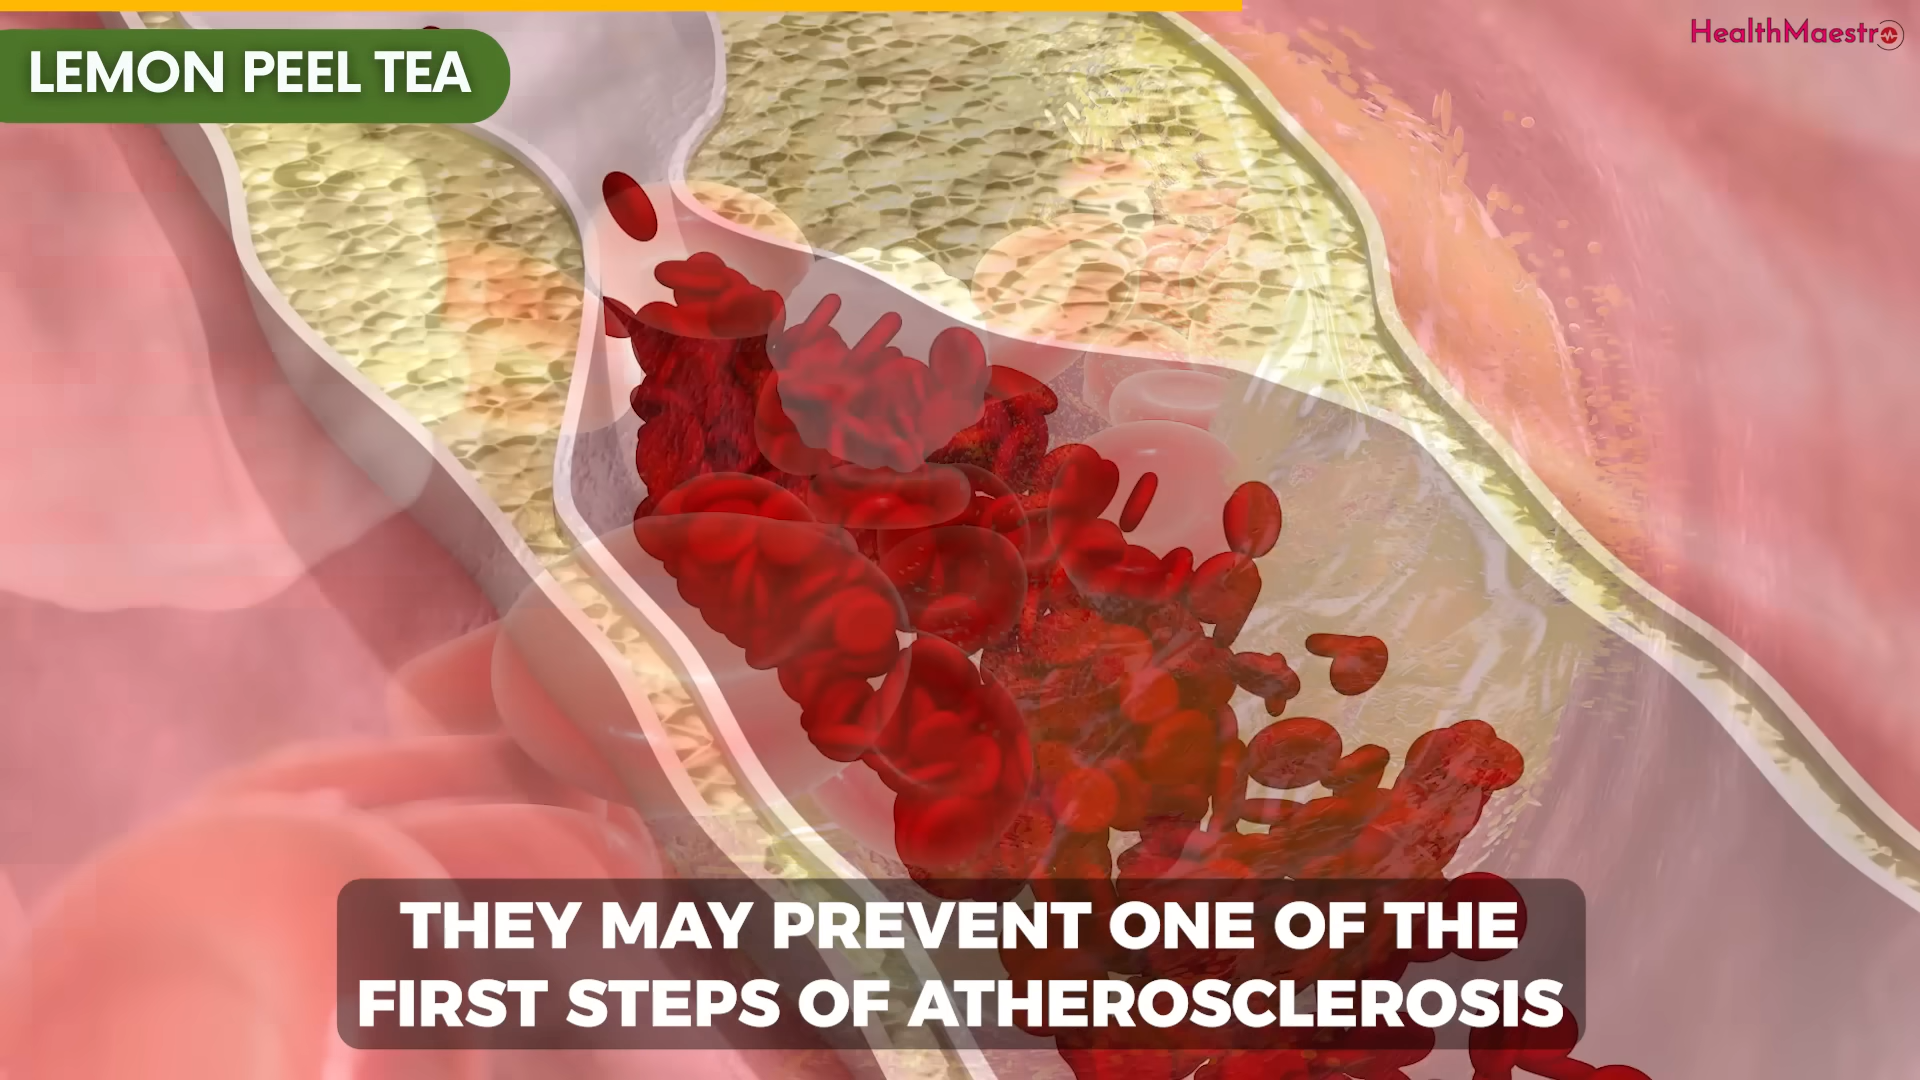 LEMON PEEL TEA
HealthMaestro
THEY MAY PREVENT ONE OF THE
FIRST STEPS OF ATHEROSCLEROSIS